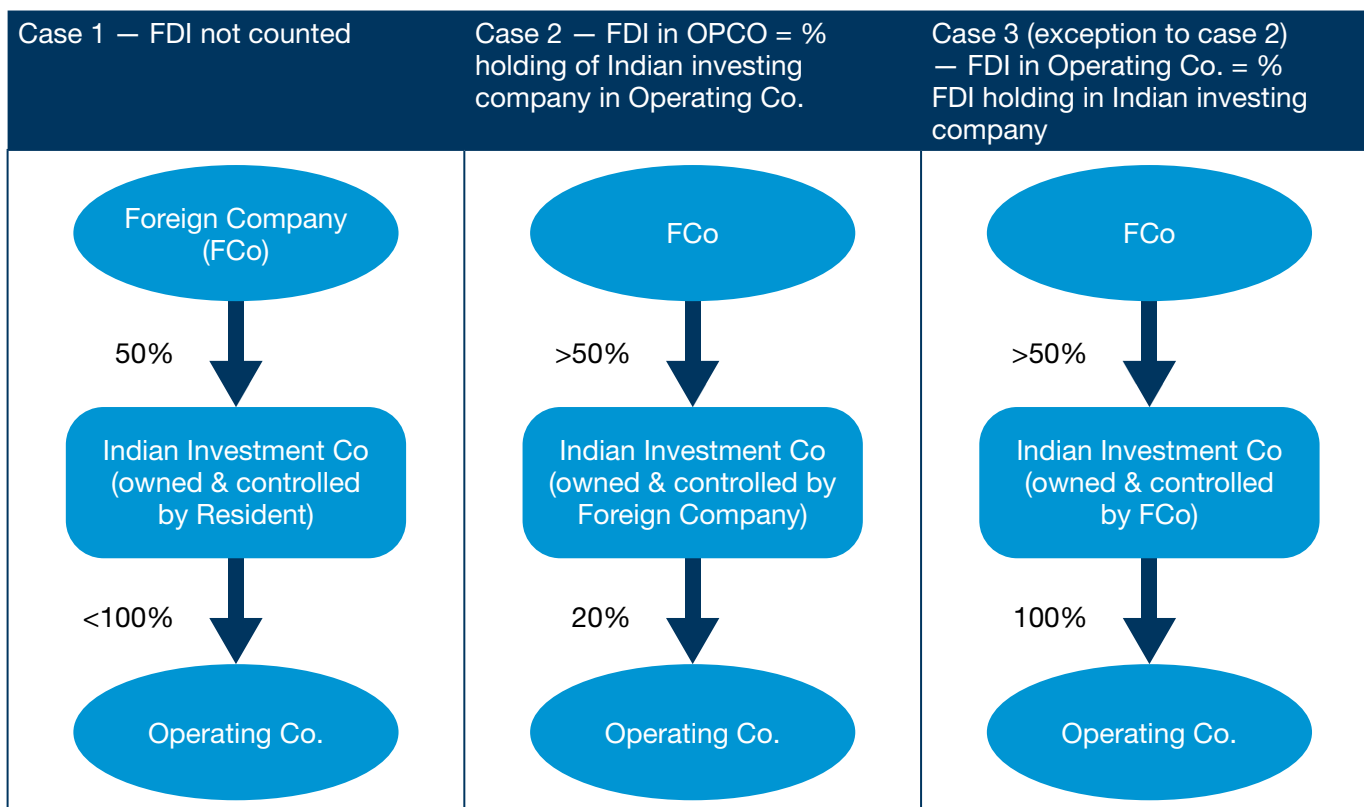 Case 1 — FDI not counted
Case 2 — FDI in OPCO = %
holding of Indian investing
company in Operating Co.
Case 3 (exception to case 2)
— FDI in Operating Co. = %
FDI holding in Indian investing
company
Foreign Company
(FCo)
50%
Indian Investment Co
(owned & controlled
by Resident)
<100%
Operating Co.
FCo
>50%
Indian Investment Co
(owned & controlled by
Foreign Company)
20%
Operating Co.
FCo
>50%
Indian Investment Co
(owned & controlled
by FCo)
100%
Operating Co.